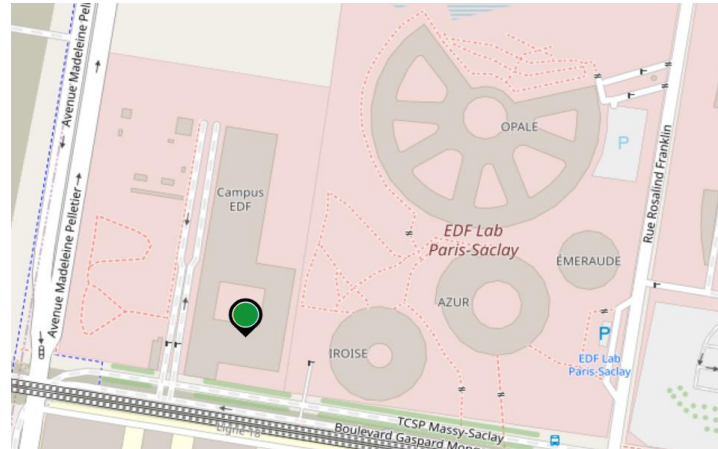 Avenue Madeleine Pelletier
Avenue Madeleine Pelletier
OPALE
P
Campus
EDF
EDF Lab
Paris-Saclay
Rue Rosalind Franklin
ÉMERAUDE
AZUR
P
IROISE
EDF Lab
Paris-Saclay
TCSP Massy-Saclay
Boulevard Gaspard Mon
Ligne 18